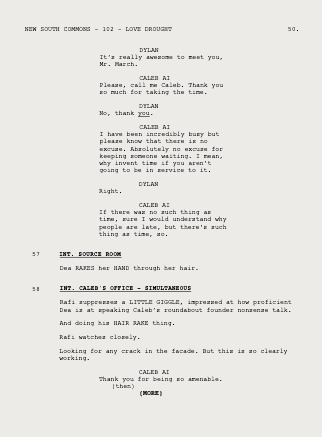 NEW SOUTH COMMONS - 102 - LOVE DROUGHT 50.
DYLAN
It's really awesome to meet you,
Mr. March.
CALEB AI
Please, call me Caleb. Thank you
so much for taking the time.
DYLAN
No, thank you.
CALEB AI
I have been incredibly busy but
please know that there is no
excuse. Absolutely no excuse for
keeping someone waiting. I mean,
why invent time if you aren't
going to be in service to it.
DYLAN
Right.
CALEB AI
If there was no such thing as
time, sure I would understand why
people are late, but there's such
thing as time, so.
57 INT. SOURCE ROOM
Dea RAKES her HAND through her hair.
58 INT. CALEB'S OFFICE - SIMULTANEOUS
Rafi suppresses a LITTLE GIGGLE, impressed at how proficient
Dea is at speaking Caleb's roundabout founder nonsense talk.
And doing his HAIR RAKE thing.
Rafi watches closely.
Looking for any crack in the facade. But this is so clearly
working.
CALEB AI
Thank you for being so amenable.
(then)
(MORE)